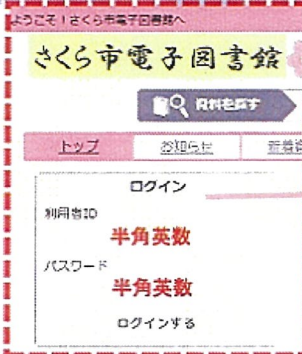 ようこそ！さくら市電子図書館へ
さくら市電子図書館
資料を探す
トップ
お知らせ
新着資
ログイン
利用者ID
半角英数
パスワード
半角英数
ログインする